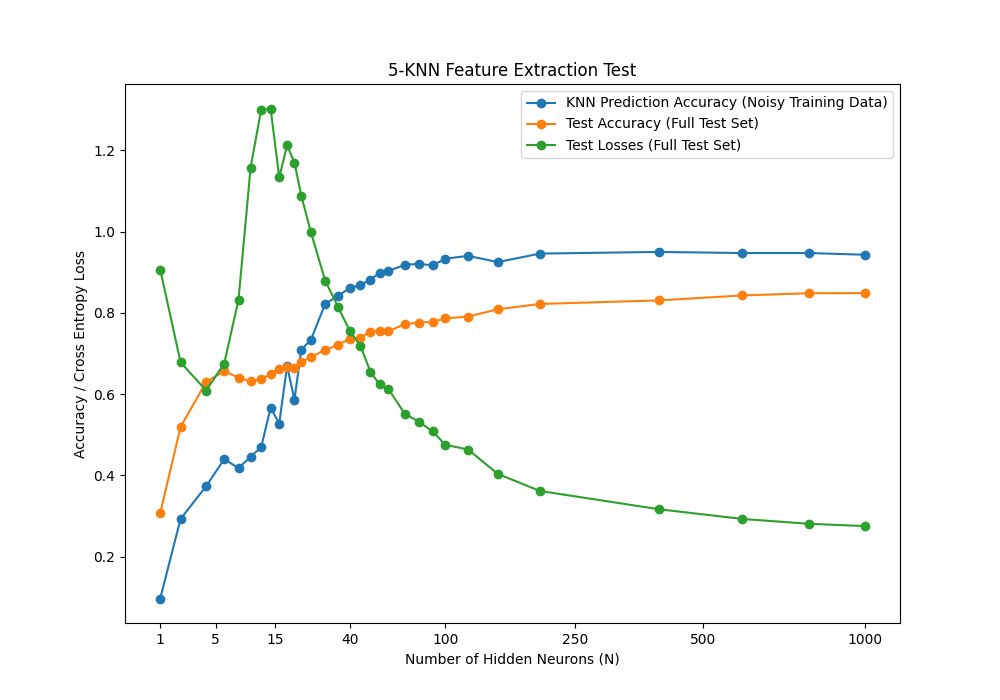 5-KNN Feature Extraction Test
KNN Prediction Accuracy (Noisy Training Data)
Test Accuracy (Full Test Set)
Test Losses (Full Test Set)
Accuracy / Cross Entropy Loss
1.2
1.0
0.8
0.6
0.4
0.2
1 5 15 40 100 250 500 1000
Number of Hidden Neurons (N)